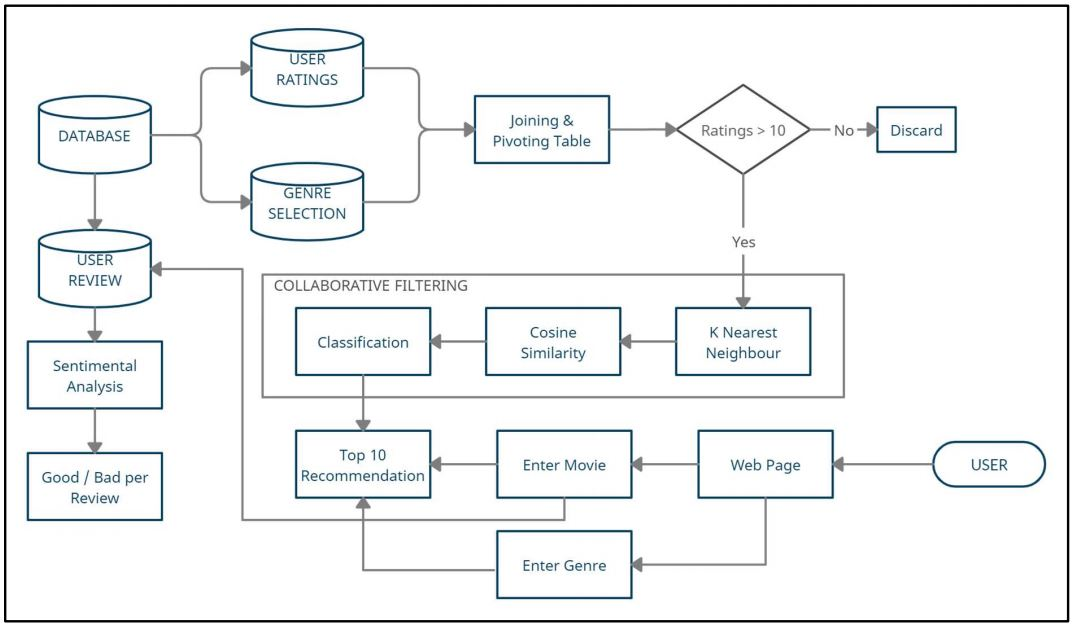 USER
RATINGS
DATABASE
GENRE
SELECTION
Joining &
Pivoting Table
Ratings > 10
No
Discard
Yes
USER
REVIEW
COLLABORATIVE FILTERING
Classification
Cosine
Similarity
K Nearest
Neighbour
Sentimental
Analysis
Good / Bad per
Review
Top 10
Recommendation
Enter Movie
Web Page
USER
Enter Genre